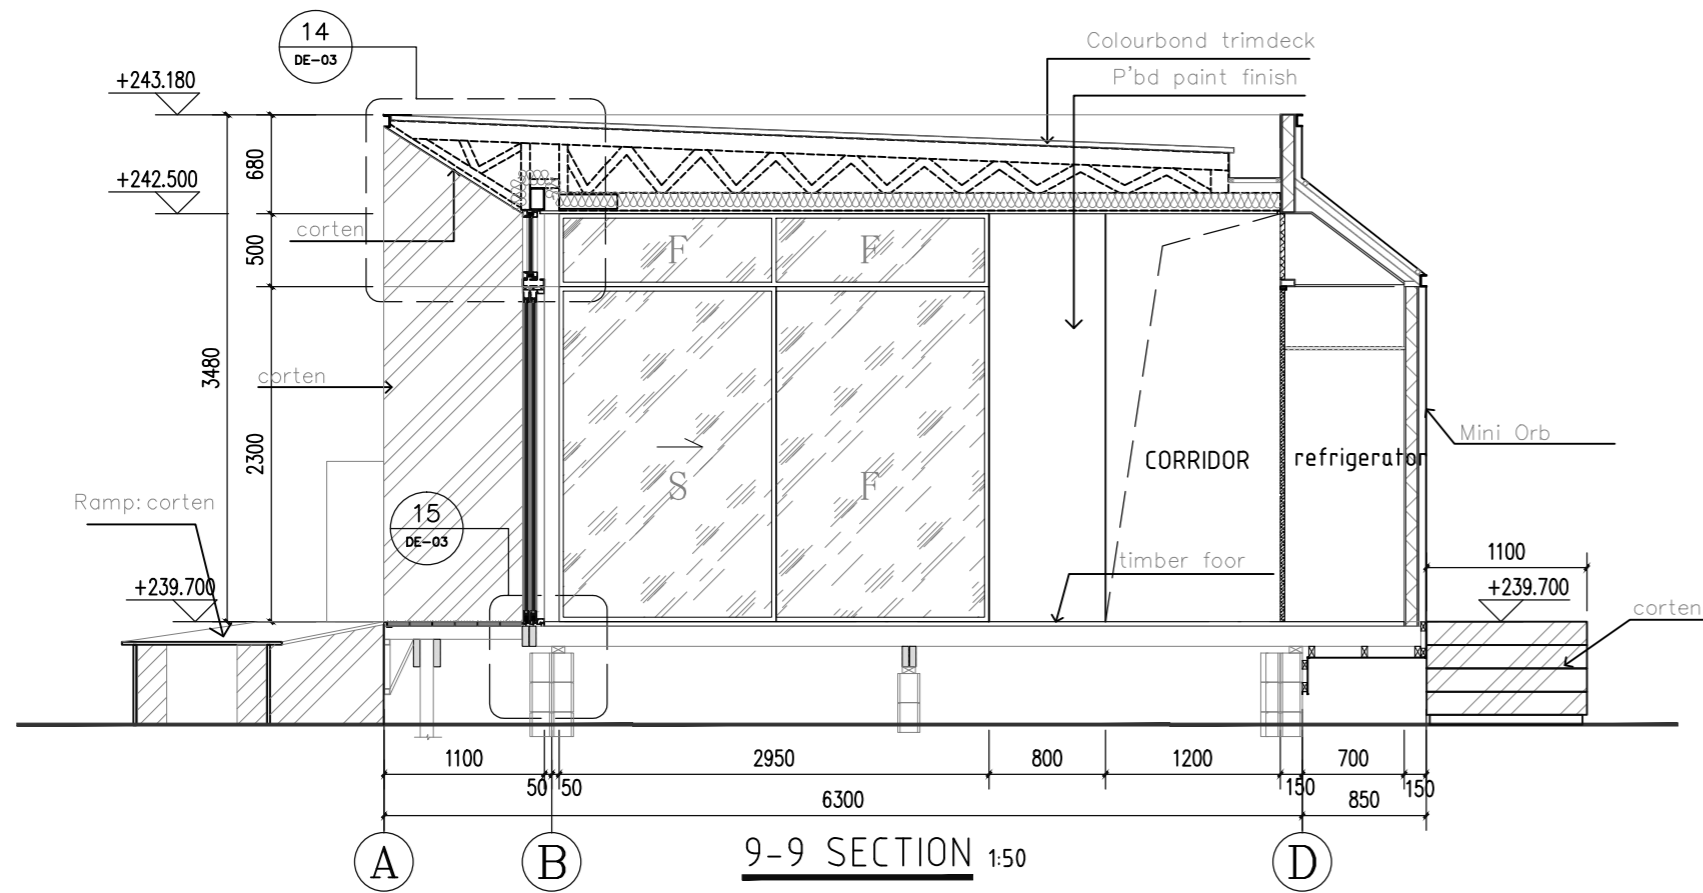 14
DE-03
Colourbond trimdeck
P'bd paint finish
+243.180
680
+242.500
corten
500
F
F
3480
corten
2300
Mini Orb
CORRIDOR
refrigerator
S
F
Ramp: corten
15
DE-03
timber foor
1100
+239.700
+239.700
corten
1100
2950
800
1200
700
50
50
150
150
6300
850
A
B
D
9-9 SECTION 1:50